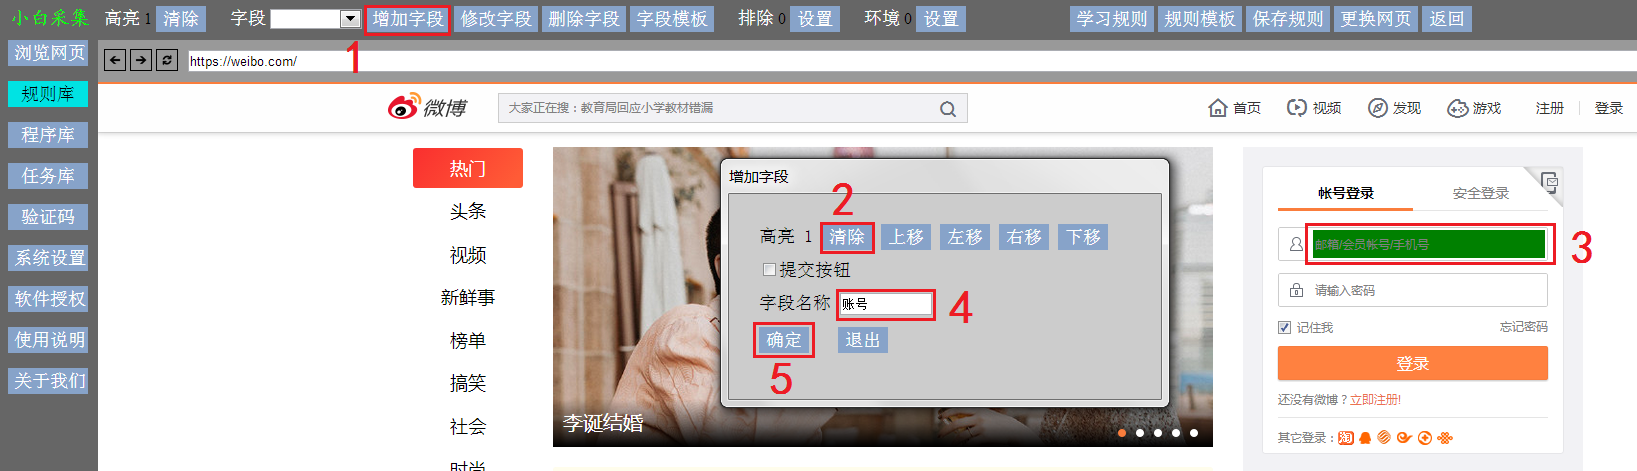 小白采集 高亮 1 清除 字段 增加字段 修改字段 删除字段 字段模板 排除 0 设置 环境 0 设置 学习规则 规则模板 保存规则 更换网页 返回
1
浏览网页
规则库
程序库
任务库
验证码
系统设置
软件授权
使用说明
关于我们
https://weibo.com/
微博 大家正在搜：教育局回应小学教材错漏 首页 视频 发现 游戏 注册 登录
热门
头条
视频
新鲜事
榜单
搞笑
社会
时尚
李诞结婚
增加字段
2
高亮 1 清除 上移 左移 右移 下移
提交按钮
字段名称 账号 4
确定 退出
5
帐号登录 安全登录
邮箱/会员帐号/手机号 3
请输入密码
记住我 忘记密码
登录
还没有微博？立即注册!
其它登录：淘